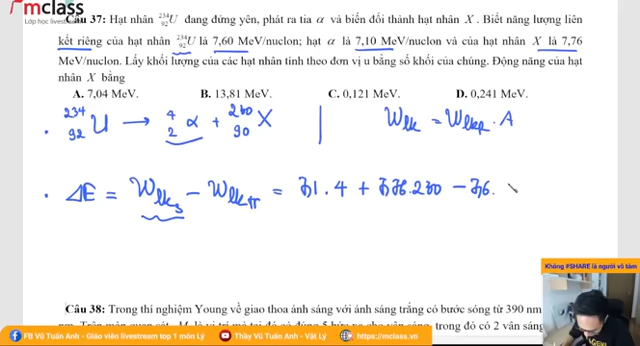 mclass
Lớp học livestream
Câu 37: Hạt nhân ²³⁴₉₂U đang đứng yên, phát ra tia α và biến đổi thành hạt nhân X. Biết năng lượng liên
kết riêng của hạt nhân ²³⁴₉₂U là 7,60 MeV/nuclon; hạt α là 7,10 MeV/nuclon và của hạt nhân X là 7,76
MeV/nuclon. Lấy khối lượng của các hạt nhân tính theo đơn vị u bằng số khối của chúng. Động năng của hạt
nhân X bằng
A. 7,04 MeV. B. 13,81 MeV. C. 0,121 MeV. D. 0,241 MeV.
²³⁴₉₂U → ⁴₂α + ²³⁰₉₀X | Wlk = Wlkr . A
ΔE = Wlks - Wlktr = 7,1 . 4 + 7,76 . 230 - 7,6 .
Không #SHARE là người vô tâm
Câu 38: Trong thí nghiệm Young về giao thoa ánh sáng với ánh sáng trắng có bước sóng từ 390 nm
trong đó có 2 vân sáng
FB Vũ Tuấn Anh - Giáo viên livestream top 1 môn Lý Thầy Vũ Tuấn Anh - Vật Lý https://mclass.vn